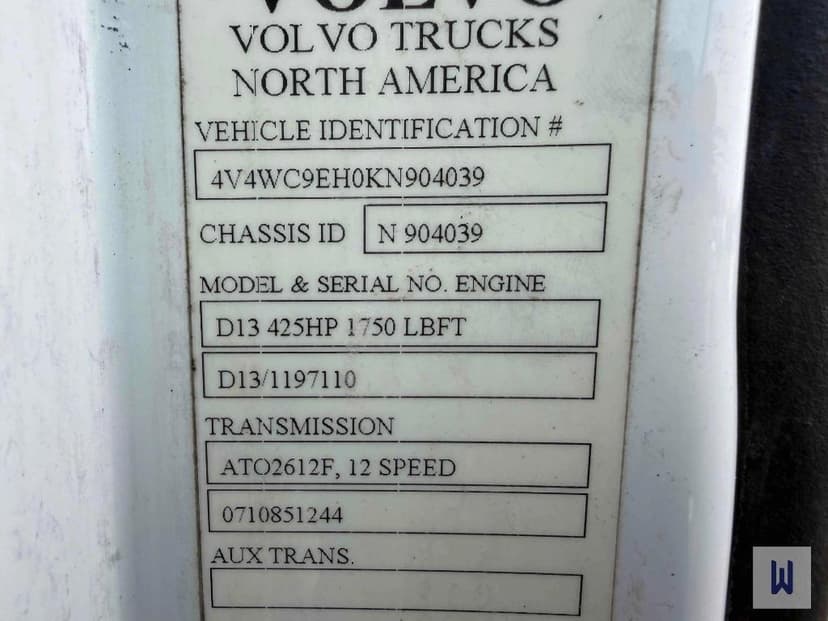 VOLVO
VOLVO TRUCKS
NORTH AMERICA
VEHICLE IDENTIFICATION #
4V4WC9EH0KN904039
CHASSIS ID N 904039
MODEL & SERIAL NO. ENGINE
D13 425HP 1750 LBFT
D13/1197110
TRANSMISSION
ATO2612F, 12 SPEED
0710851244
AUX TRANS.
W